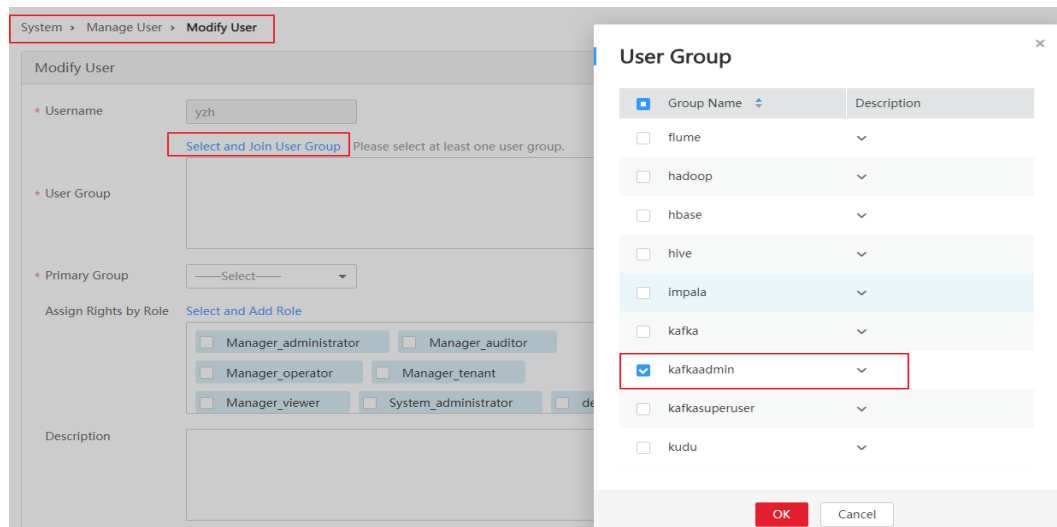 System > Manage User > Modify User
Modify User
* Username
yzh
Select and Join User Group Please select at least one user group.
* User Group
* Primary Group
——Select——
Assign Rights by Role
Select and Add Role
Manager_administrator
Manager_auditor
Manager_operator
Manager_tenant
Manager_viewer
System_administrator
de
Description
User Group
×
Group Name
Description
flume
hadoop
hbase
hive
impala
kafka
kafkaadmin
kafkasuperuser
kudu
OK
Cancel